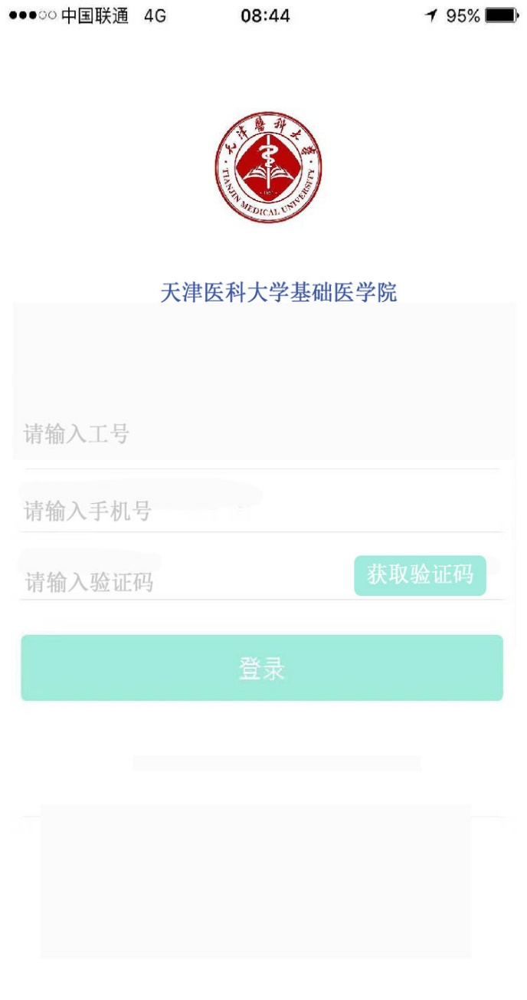 中国联通 4G 08:44 95%
天津醫科大学
TIANJIN MEDICAL UNIVERSITY
天津医科大学基础医学院
请输入工号
请输入手机号
请输入验证码 获取验证码
登录